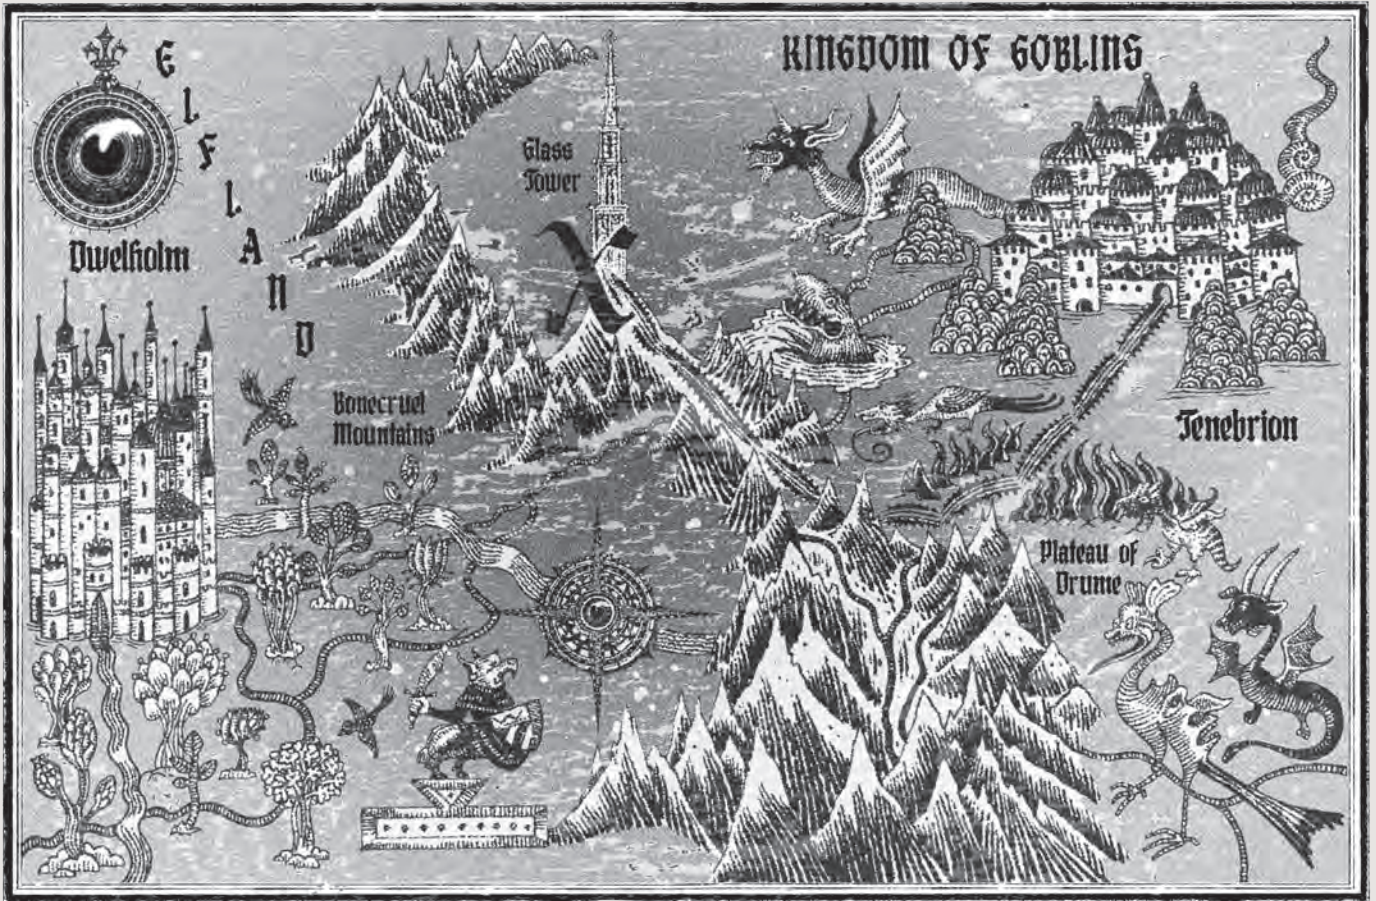 ELFLAND
KINGDOM OF GOBLINS
Glass
Tower
Dwelholm
Bonecruel
Mountains
Tenebrion
Plateau of
Drume
X